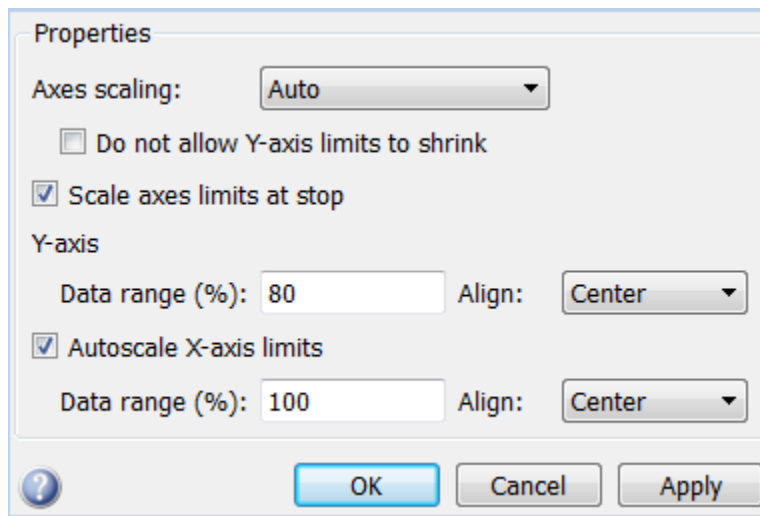 Properties
Axes scaling: Auto
Do not allow Y-axis limits to shrink
Scale axes limits at stop
Y-axis
Data range (%): 80 Align: Center
Autoscale X-axis limits
Data range (%): 100 Align: Center
? OK Cancel Apply